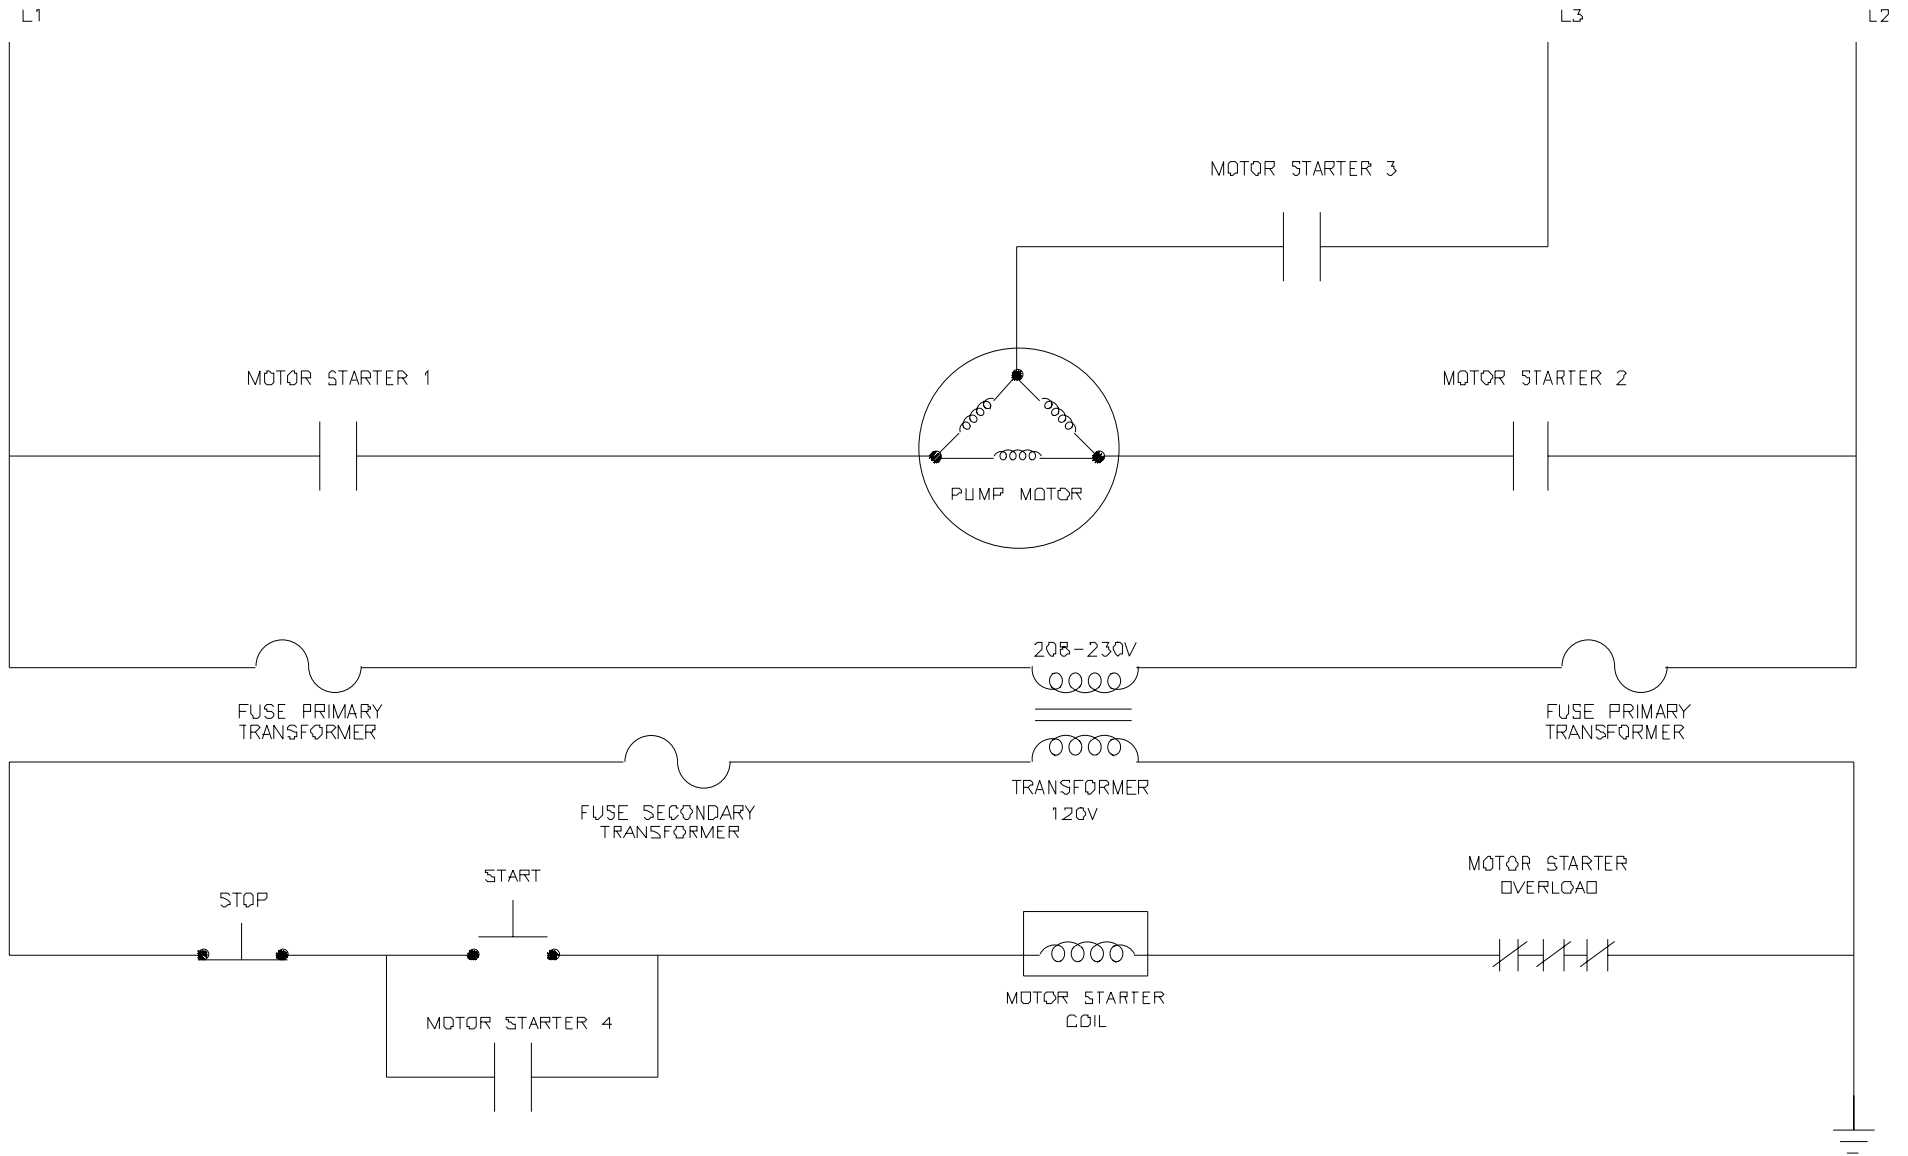 L1
L3
L2
MOTOR STARTER 3
MOTOR STARTER 1
MOTOR STARTER 2
PUMP MOTOR
208-230V
FUSE PRIMARY
TRANSFORMER
FUSE PRIMARY
TRANSFORMER
TRANSFORMER
120V
FUSE SECONDARY
TRANSFORMER
MOTOR STARTER
OVERLOAD
START
STOP
MOTOR STARTER
COIL
MOTOR STARTER 4